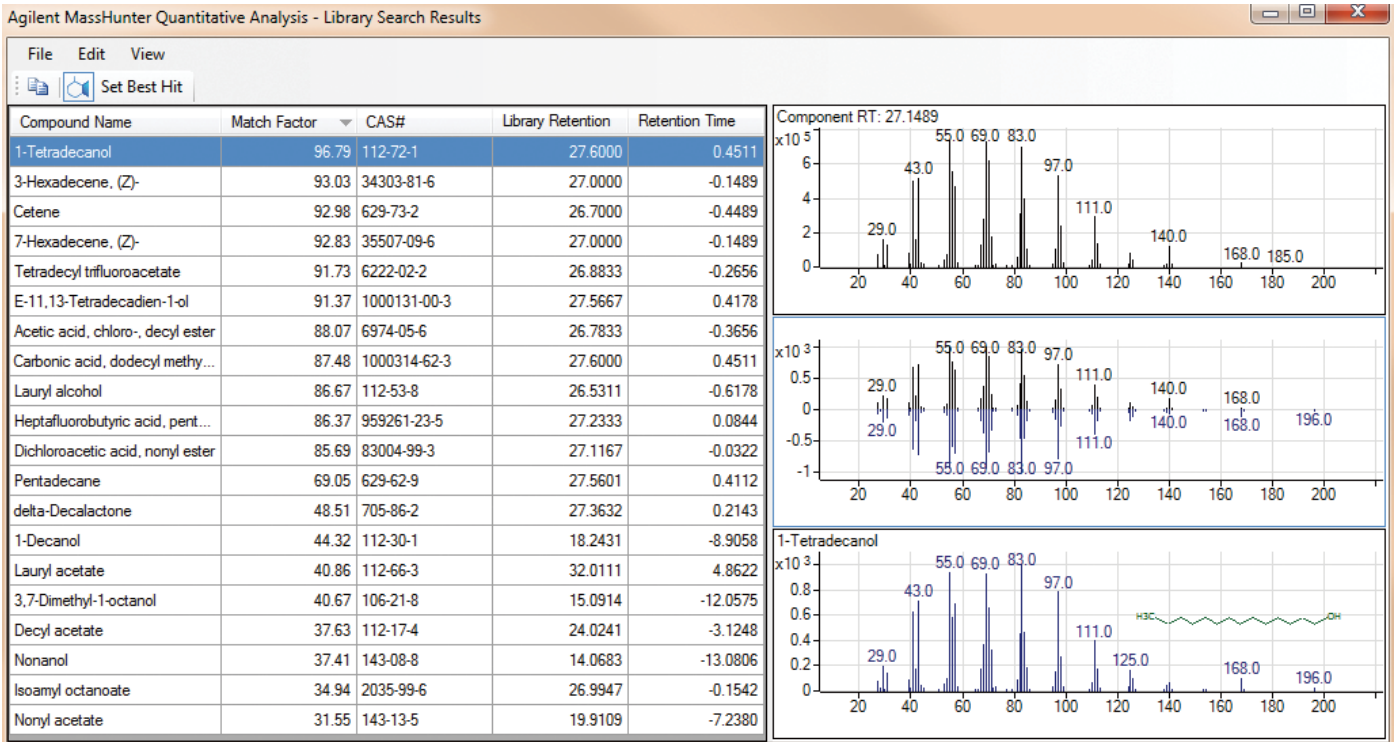 Agilent MassHunter Quantitative Analysis - Library Search Results
File Edit View
Set Best Hit
Compound Name Match Factor CAS# Library Retention Retention Time
1-Tetradecanol 96.79 112-72-1 27.6000 0.4511
3-Hexadecene, (Z)- 93.03 34303-81-6 27.0000 -0.1489
Cetene 92.98 629-73-2 26.7000 -0.4489
7-Hexadecene, (Z)- 92.83 35507-09-6 27.0000 -0.1489
Tetradecyl trifluoroacetate 91.73 6222-02-2 26.8833 -0.2656
E-11,13-Tetradecadien-1-ol 91.37 1000131-00-3 27.5667 0.4178
Acetic acid, chloro-, decyl ester 88.07 6974-05-6 26.7833 -0.3656
Carbonic acid, dodecyl methy... 87.48 1000314-62-3 27.6000 0.4511
Lauryl alcohol 86.67 112-53-8 26.5311 -0.6178
Heptafluorobutyric acid, pent... 86.37 959261-23-5 27.2333 0.0844
Dichloroacetic acid, nonyl ester 85.69 83004-99-3 27.1167 -0.0322
Pentadecane 69.05 629-62-9 27.5601 0.4112
delta-Decalactone 48.51 705-86-2 27.3632 0.2143
1-Decanol 44.32 112-30-1 18.2431 -8.9058
Lauryl acetate 40.86 112-66-3 32.0111 4.8622
3,7-Dimethyl-1-octanol 40.67 106-21-8 15.0914 -12.0575
Decyl acetate 37.63 112-17-4 24.0241 -3.1248
Nonanol 37.41 143-08-8 14.0683 -13.0806
Isoamyl octanoate 34.94 2035-99-6 26.9947 -0.1542
Nonyl acetate 31.55 143-13-5 19.9109 -7.2380
Component RT: 27.1489
x10 5
55.0 69.0 83.0
6
43.0 97.0
4
111.0
2
29.0 140.0
168.0 185.0
0
20 40 60 80 100 120 140 160 180 200
x10 3
55.0 69.0 83.0 97.0
0.5
29.0 111.0 140.0 168.0
0
29.0 140.0 168.0 196.0
-0.5
111.0
-1
55.0 69.0 83.0 97.0
20 40 60 80 100 120 140 160 180 200
1-Tetradecanol
x10 3
55.0 69.0 83.0
0.8
43.0 97.0
0.6
H3C OH
0.4
111.0
0.2
29.0 125.0 168.0 196.0
0
20 40 60 80 100 120 140 160 180 200